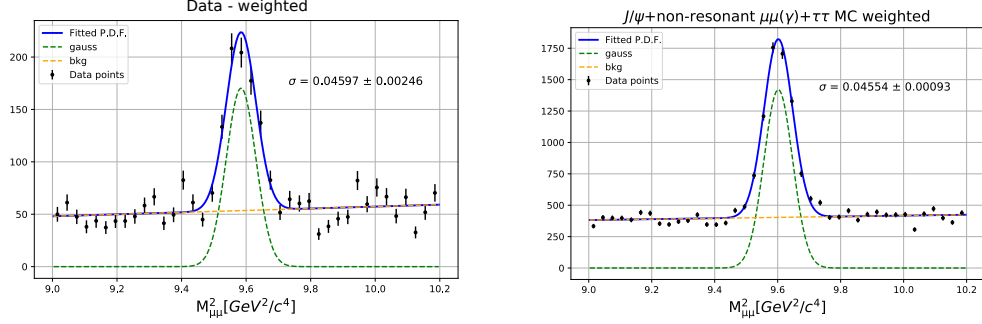 Data - weighted
Fitted P.D.F.
gauss
bkg
Data points
σ = 0.04597 ± 0.00246
200
150
100
50
0
9.0 9.2 9.4 9.6 9.8 10.0 10.2
M²μμ[GeV²/c⁴]
J/ψ+non-resonant μμ(γ)+ττ MC weighted
Fitted P.D.F.
gauss
bkg
Data points
σ = 0.04554 ± 0.00093
1750
1500
1250
1000
750
500
250
0
9.0 9.2 9.4 9.6 9.8 10.0 10.2
M²μμ[GeV²/c⁴]